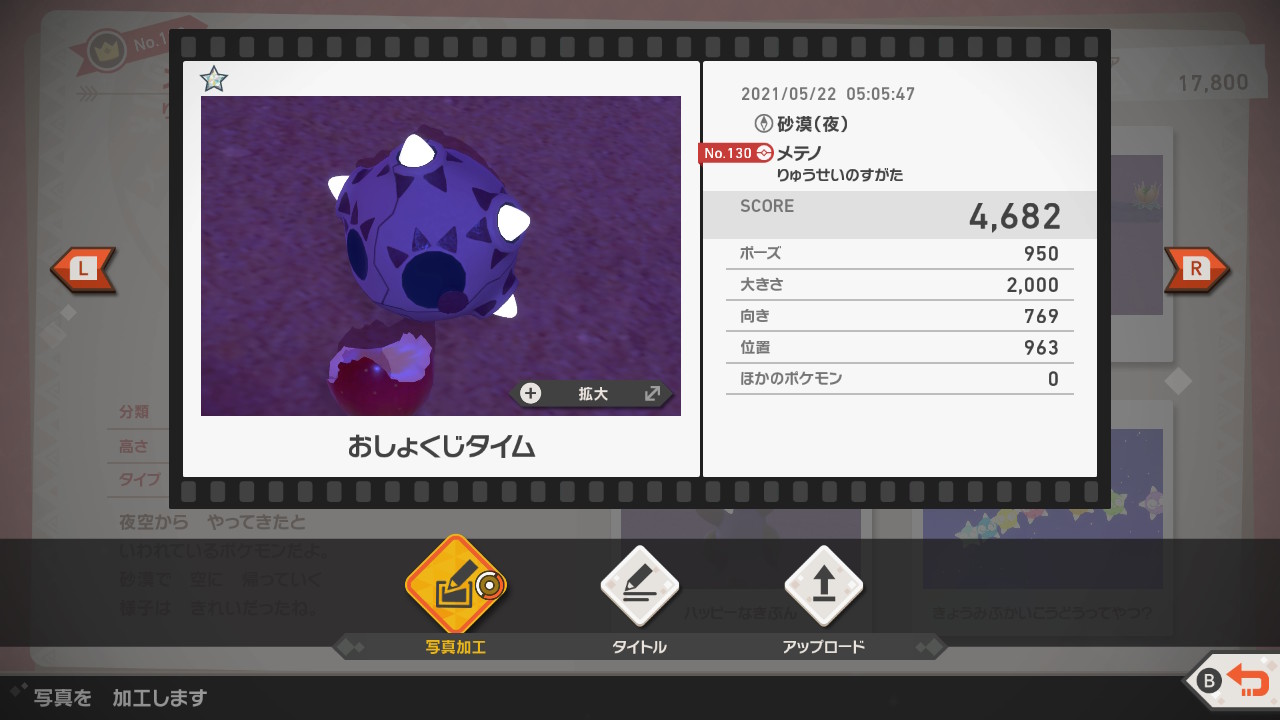 No.1
17,800
2021/05/22 05:05:47
砂漠(夜)
No.130 メテノ
りゅうせいのすがた
SCORE 4,682
ポーズ 950
大きさ 2,000
向き 769
位置 963
ほかのポケモン 0
+ 拡大
おしょくじタイム
L
R
分類
高さ
タイプ
夜空から やってきたと
いわれているポケモンだよ。
砂漠で 空に 帰っていく
様子は きれいだったね。
ハッピーなきぶん
きょうみぶかいこうどうってやつ?
写真加工
タイトル
アップロード
B
写真を 加工します